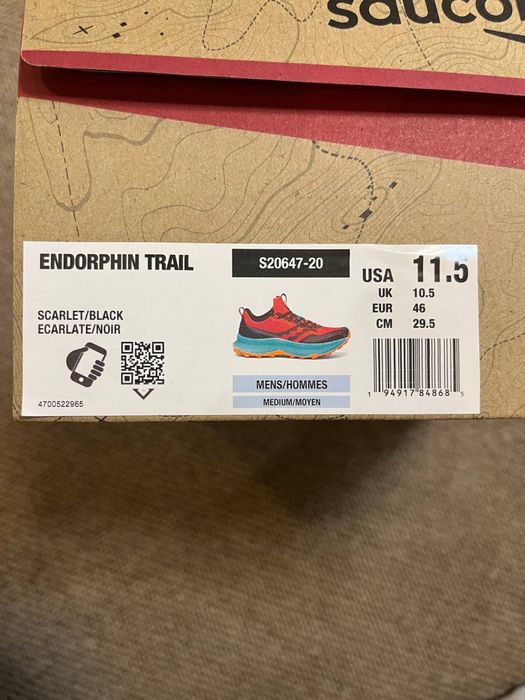 ENDORPHIN TRAIL
S20647-20
USA 11.5
UK 10.5
EUR 46
CM 29.5
SCARLET/BLACK
ECARLATE/NOIR
MENS/HOMMES
MEDIUM/MOYEN
4700522965
1 94917 84868 5